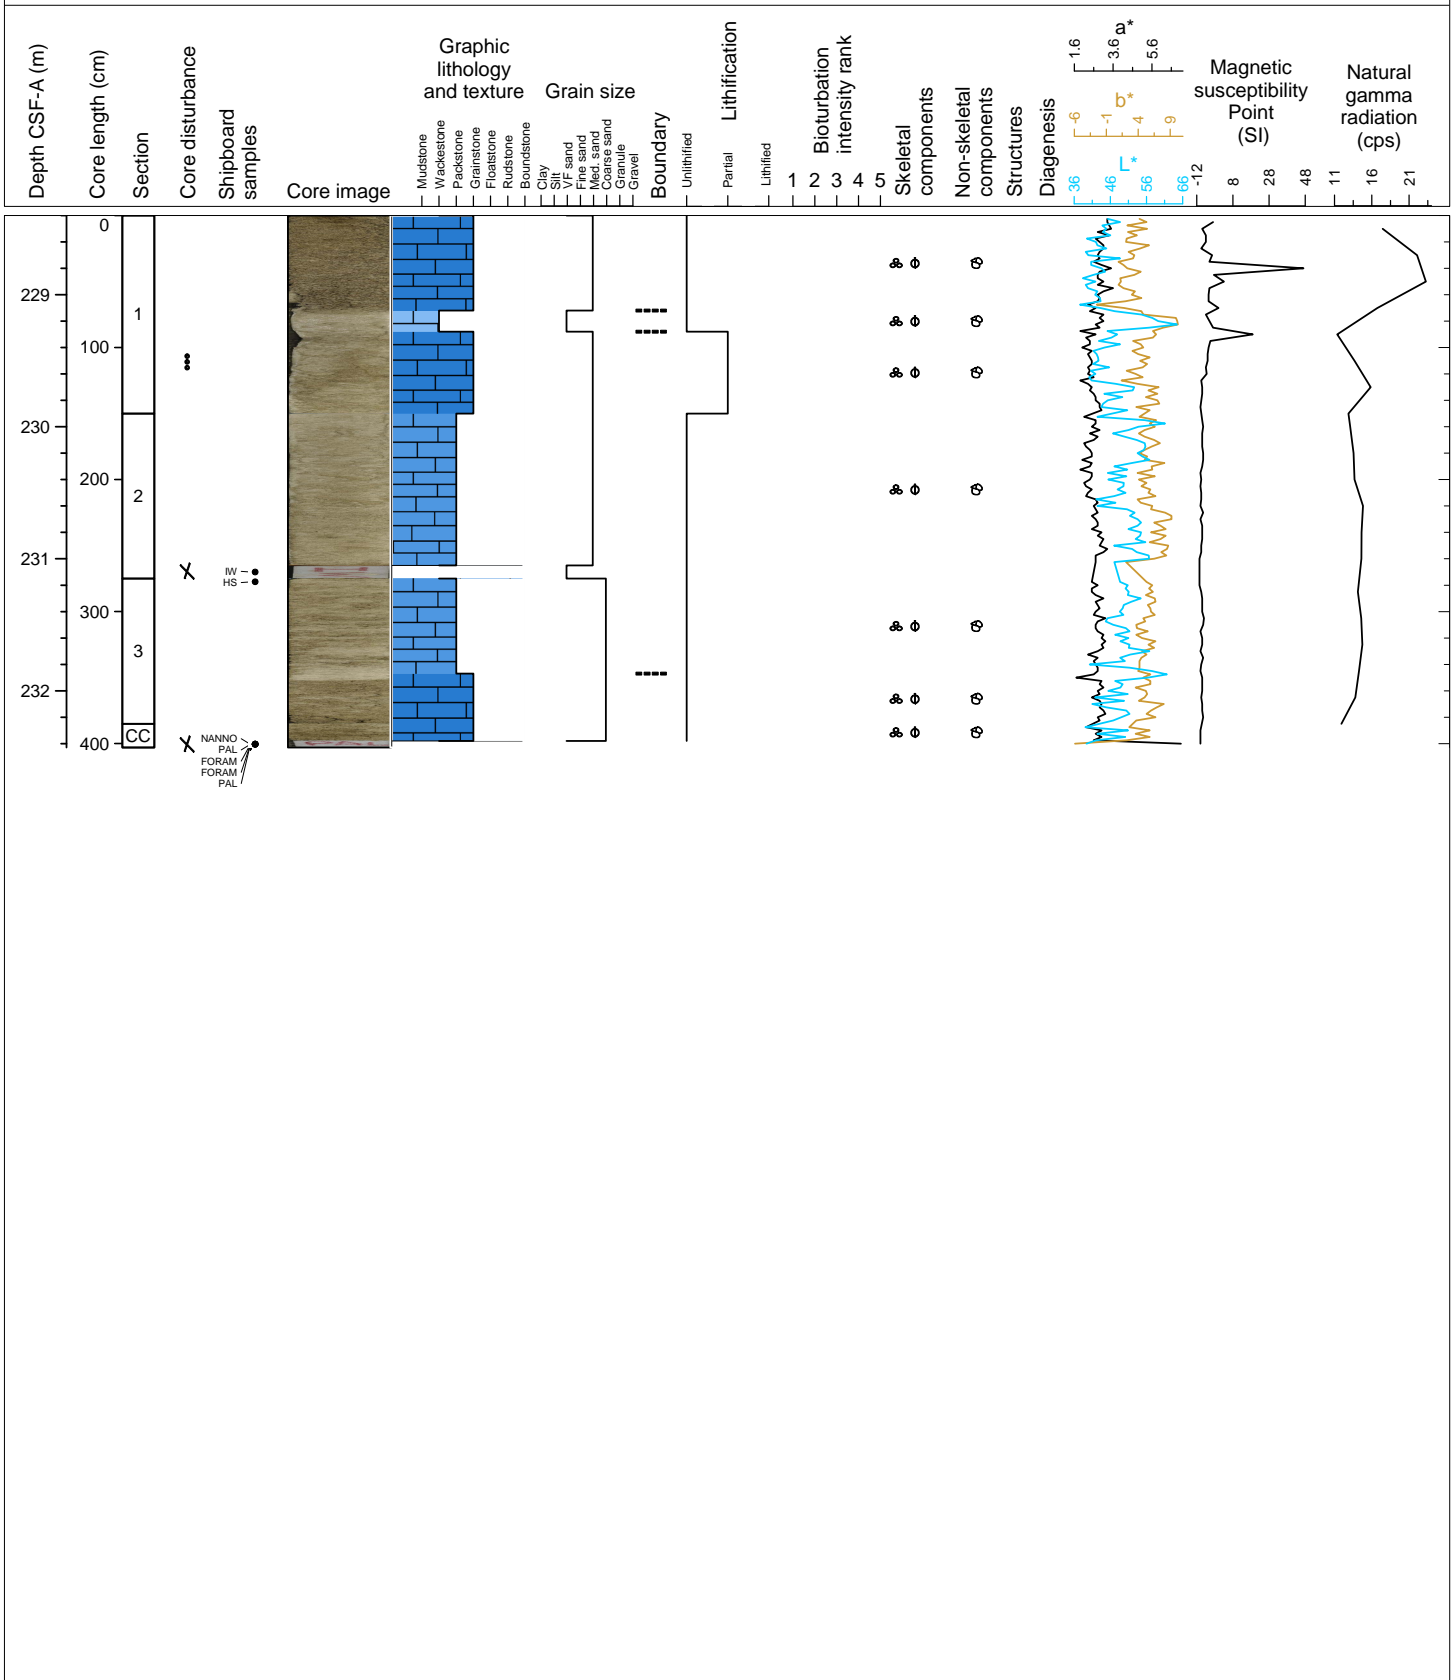 Depth CSF-A (m)
Core length (cm)
Section
Core disturbance
Shipboard
samples
Core image
Graphic
lithology
and texture
Mudstone
Wackestone
Packstone
Grainstone
Floatstone
Rudstone
Boundstone
Grain size
Clay
Silt
VF sand
Fine sand
Med. sand
Coarse sand
Granule
Gravel
Boundary
Lithification
Unlithified
Partial
Lithified
Bioturbation
intensity rank
1 2 3 4 5
Skeletal
components
Non-skeletal
components
Structures
Diagenesis
a*
1.6 3.6 5.6
b*
-6 -1 4 9
L*
36 46 56 66
Magnetic
susceptibility
Point
(SI)
-12 8 28 48
Natural
gamma
radiation
(cps)
11 16 21
0
229
1
100
230
200
2
231
IW
HS
300
3
232
CC
400
NANNO
PAL
FORAM
FORAM
PAL